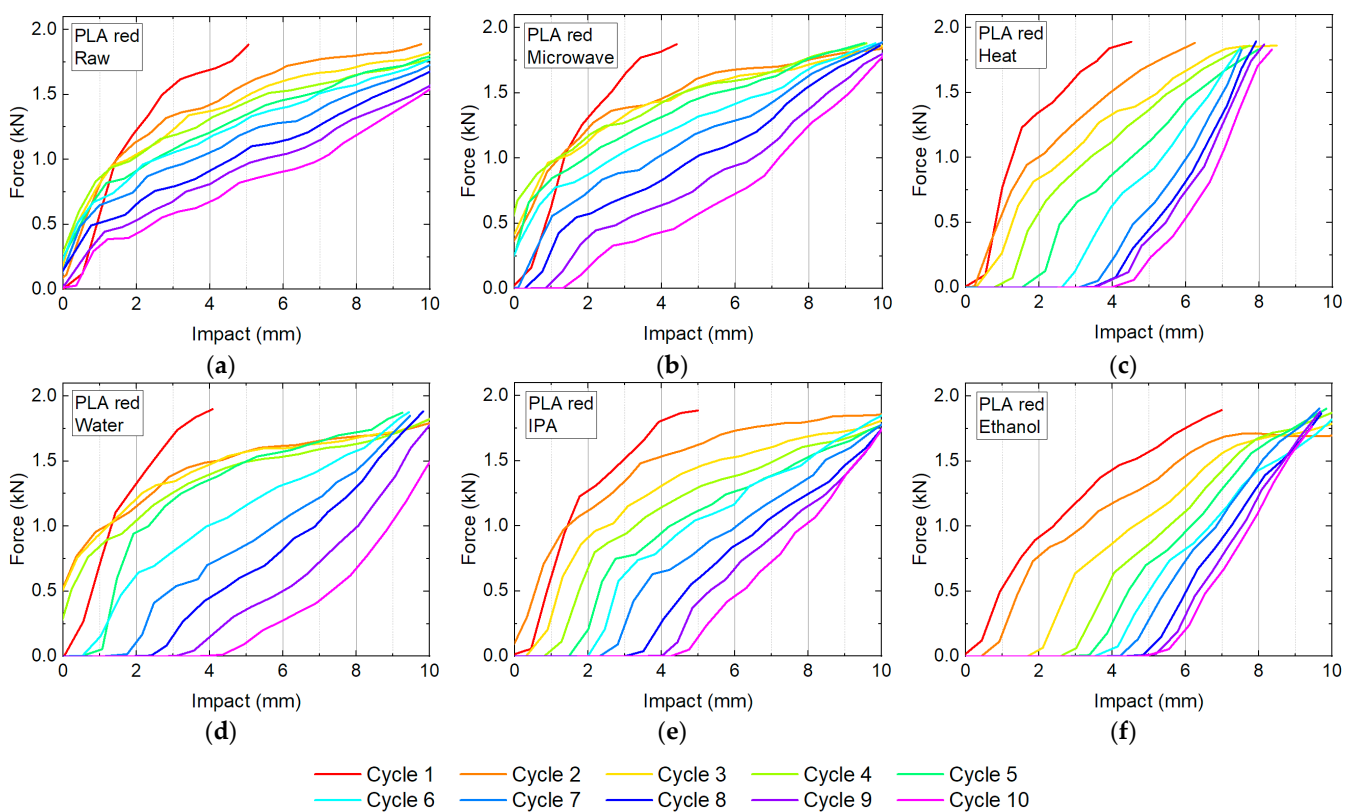 PLA red
Raw
2.0
1.5
1.0
0.5
0.0
Force (kN)
0 2 4 6 8 10
Impact (mm)
(a)
PLA red
Microwave
2.0
1.5
1.0
0.5
0.0
Force (kN)
0 2 4 6 8 10
Impact (mm)
(b)
PLA red
Heat
2.0
1.5
1.0
0.5
0.0
Force (kN)
0 2 4 6 8 10
Impact (mm)
(c)
PLA red
Water
2.0
1.5
1.0
0.5
0.0
Force (kN)
0 2 4 6 8 10
Impact (mm)
(d)
PLA red
IPA
2.0
1.5
1.0
0.5
0.0
Force (kN)
0 2 4 6 8 10
Impact (mm)
(e)
PLA red
Ethanol
2.0
1.5
1.0
0.5
0.0
Force (kN)
0 2 4 6 8 10
Impact (mm)
(f)
Cycle 1 Cycle 2 Cycle 3 Cycle 4 Cycle 5
Cycle 6 Cycle 7 Cycle 8 Cycle 9 Cycle 10